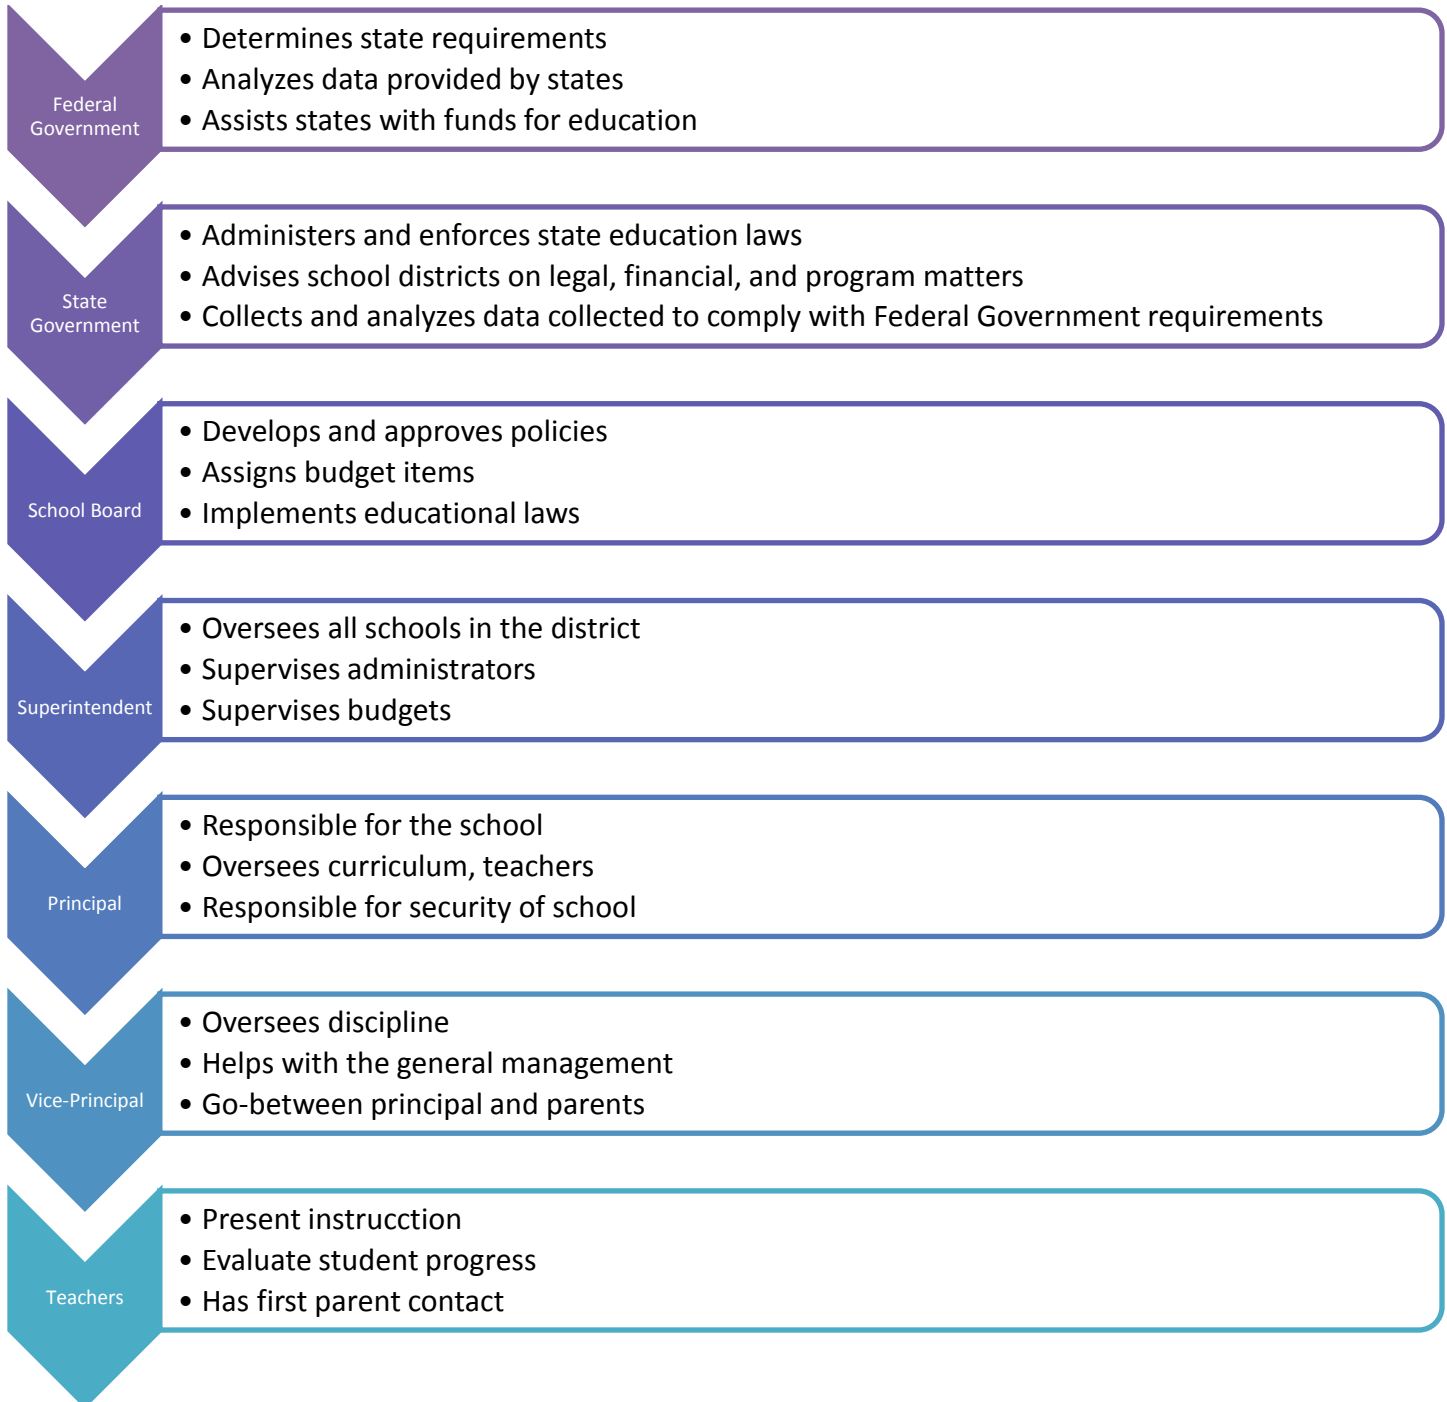 Federal
Government
• Determines state requirements
• Analyzes data provided by states
• Assists states with funds for education
State
Government
• Administers and enforces state education laws
• Advises school districts on legal, financial, and program matters
• Collects and analyzes data collected to comply with Federal Government requirements
School Board
• Develops and approves policies
• Assigns budget items
• Implements educational laws
Superintendent
• Oversees all schools in the district
• Supervises administrators
• Supervises budgets
Principal
• Responsible for the school
• Oversees curriculum, teachers
• Responsible for security of school
Vice-Principal
• Oversees discipline
• Helps with the general management
• Go-between principal and parents
Teachers
• Present instrucction
• Evaluate student progress
• Has first parent contact